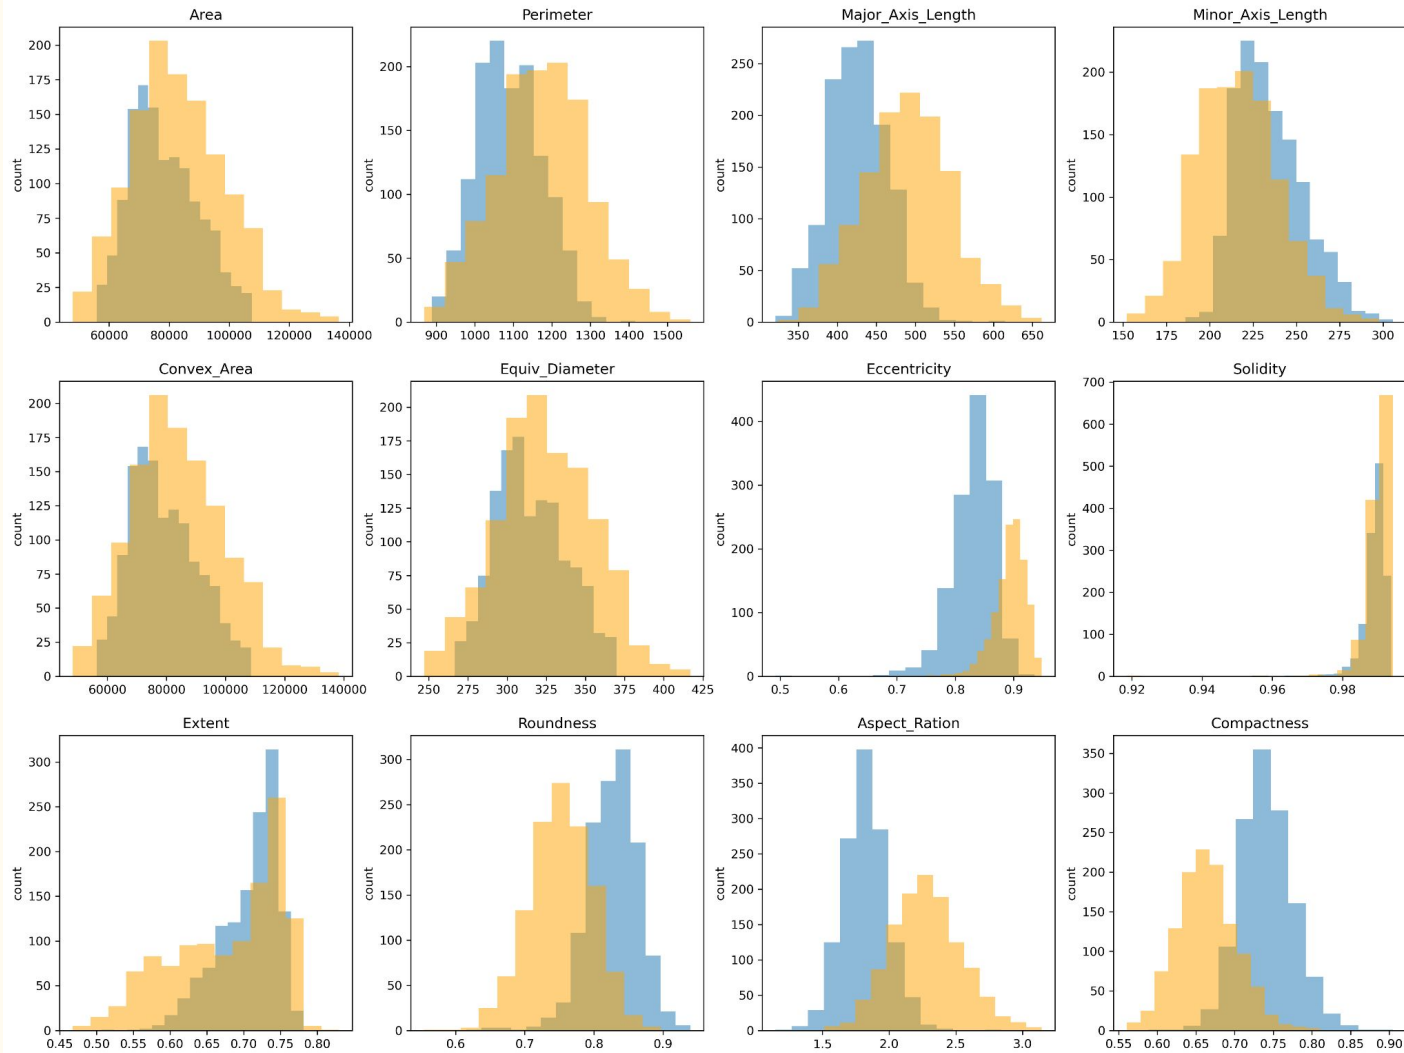 Area
Perimeter
Major_Axis_Length
Minor_Axis_Length
count
200
175
150
125
100
75
50
25
0
60000 80000 100000 120000 140000
count
200
150
100
50
0
900 1000 1100 1200 1300 1400 1500
count
250
200
150
100
50
0
350 400 450 500 550 600 650
count
200
150
100
50
0
150 175 200 225 250 275 300
Convex_Area
Equiv_Diameter
Eccentricity
Solidity
count
200
175
150
125
100
75
50
25
0
60000 80000 100000 120000 140000
count
200
175
150
125
100
75
50
25
0
250 275 300 325 350 375 400 425
count
400
300
200
100
0
0.5 0.6 0.7 0.8 0.9
count
700
600
500
400
300
200
100
0
0.92 0.94 0.96 0.98
Extent
Roundness
Aspect_Ration
Compactness
count
300
250
200
150
100
50
0
0.45 0.50 0.55 0.60 0.65 0.70 0.75 0.80
count
300
250
200
150
100
50
0
0.6 0.7 0.8 0.9
count
400
350
300
250
200
150
100
50
0
1.5 2.0 2.5 3.0
count
350
300
250
200
150
100
50
0
0.55 0.60 0.65 0.70 0.75 0.80 0.85 0.90